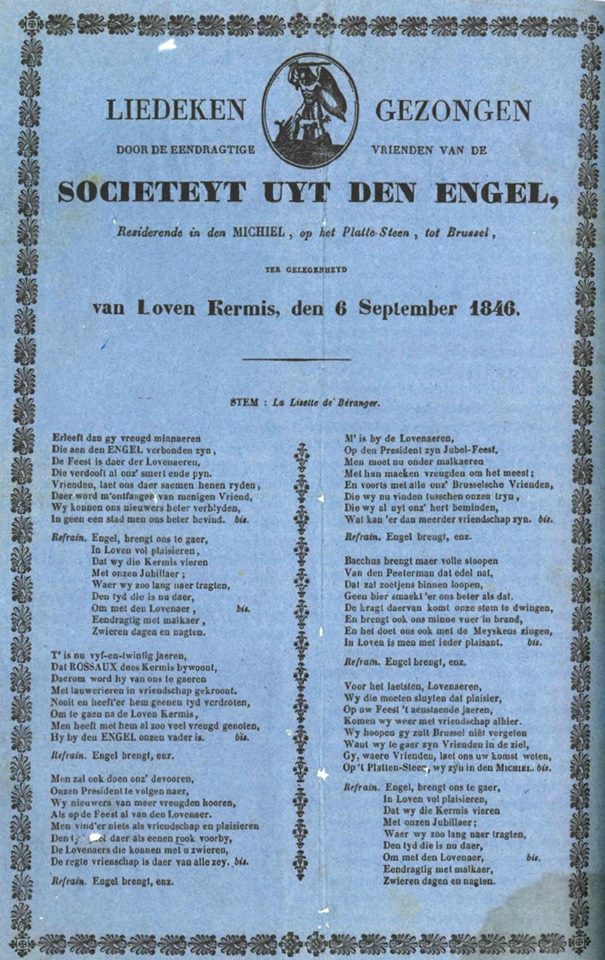 LIEDEKEN GEZONGEN
DOOR DE EENDRAGTIGE VRIENDEN VAN DE
SOCIETEYT UYT DEN ENGEL,
Residerende in den MICHIEL, op het Platte-Steen, tot Brussel,
TER GELEGENHEYD
van Loven Kermis, den 6 September 1846.
STEM : La Lisette de Béranger.
Erleeft dan gy vreugd minnaeren
Die aen den ENGEL verbonden zyn,
De Feest is daer der Lovenaeren,
Die verdooft al onz' smert ende pyn.
Vrienden, laet ons daer saemen henen ryden,
Daer word m'ontfangen van menigen Vriend,
Wy konnen ons nieuwers beter verblyden,
In geen een stad men ons beter bevind. bis.
Refrain. Engel, brengt ons te gaer,
In Loven vol plaisieren,
Dat wy die Kermis vieren
Met onzen Jubillaer;
Waer wy zoo lang naer tragten,
Den tyd die is nu daer,
Om met den Lovenaer, bis.
Eendragtig met malkaer,
Zwieren dagen en nagten.
T' is nu vyf-en-twintig jaeren,
Dat ROSSAUX dees Kermis bywoont,
Daerom word hy van ons te gaeren
Met lauwerieren in vriendschap gekroont.
Nooit en heeft'er hem geenen tyd verdroten,
Om te gaen na de Loven Kermis,
Men heeft met hem al zoo veel vreugd genoten,
Hy by den ENGEL onzen vader is. bis.
Refrain. Engel brengt, enz.
Men zal ook doen onz' devooren,
Onzen President te volgen naer,
Wy nieuwers van meer vreugden hooren,
Als op de Feest al van den Lovenaer.
Men vind'er niets als vriendschap en plaisieren
Den ty daer als eenen rook voorby,
De Lovenaers die konnen met u zwieren,
De regte vrienschap is daer van alle zey. bis.
Refrain. Engel brengt, enz.
M' is by de Lovenaeren,
Op den President zyn Jubel-Feest,
Men moet nu onder malkaeren
Met hun maeken vreugden om het meest;
En voorts met alle onz' Brusselsche Vrienden,
Die wy nu vinden tusschen onzen tryn,
Die wy al uyt onz' hert beminden,
Wat kan 'er dan meerder vriendschap zyn. bis.
Refrain. Engel brengt, enz.
Bacchus brengt maer volle stoopen
Van den Peeterman dat edel nat,
Dat zal zoetjens binnen loopen,
Geen bier smaekt 'er ons beter als dat.
De kragt daervan komt onze stem te dwingen,
En brengt ook ons minne vuer in brand,
En het doet ons ook met de Meyskens zingen,
In Loven is men met ieder plaisant. bis.
Refrain. Engel brengt, enz.
Voor het laetsten, Lovenaeren,
Wy die moeten sluyten dat plaisier,
Op uw Feest 't aenstaende jaeren,
Komen wy weer met vriendschap alhier.
Wy hoopen gy zult Brussel niét vergeten
Want wy te gaer zyn Vrienden in de ziel,
Gy, waere Vrienden, laet ons uw komst weten,
Op 't Platten-Steen, wy zyn in den MICHIEL. bis.
Refrain. Engel, brengt ons te gaer,
In Loven vol plaisieren,
Dat wy die Kermis vieren
Met onzen Jubillaer;
Waer wy zoo lang naer tragten,
Den tyd die is nu daer,
Om met den Lovenaer, bis.
Eendragtig met malkaer,
Zwieren dagen en nagten.